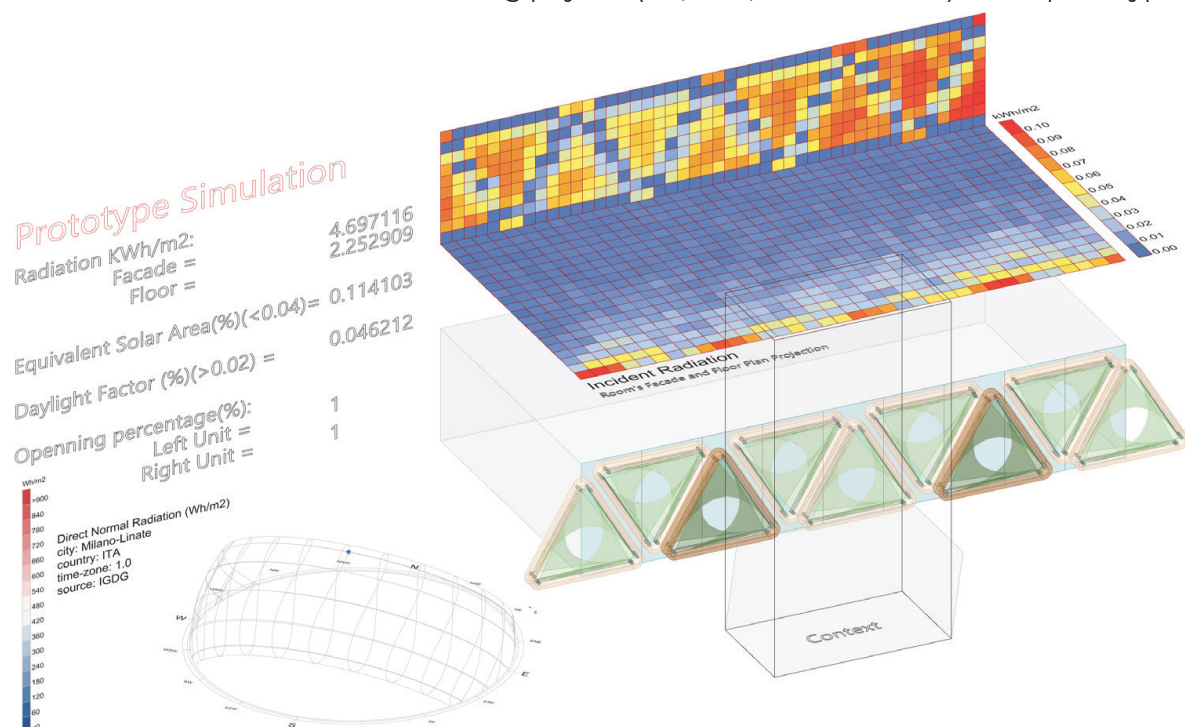 Prototype Simulation
Radiation KWh/m2:
Facade = 4.697116
Floor = 2.252909
Equivalent Solar Area(%)(<0.04)= 0.114103
Daylight Factor (%)(>0.02) = 0.046212
Openning percentage(%):
Left Unit = 1
Right Unit = 1
kWh/m2
0.10
0.09
0.08
0.07
0.06
0.05
0.04
0.03
0.02
0.01
0.00
Incident Radiation
Room's Facade and Floor Plan Projection
Context
Wh/m2
>900
840
780
720
660
600
540
480
420
360
300
240
180
120
60
Direct Normal Radiation (Wh/m2)
city: Milano-Linate
country: ITA
time-zone: 1.0
source: IGDG
N
W
E
S